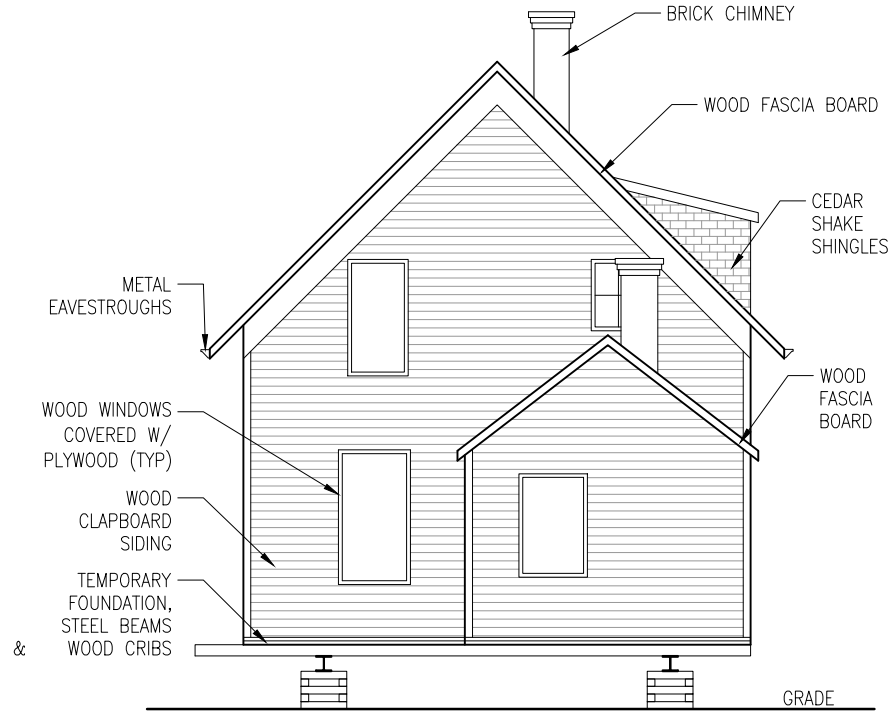 BRICK CHIMNEY
WOOD FASCIA BOARD
CEDAR
SHAKE
SHINGLES
METAL
EAVESTROUGHS
WOOD
FASCIA
BOARD
WOOD WINDOWS
COVERED W/
PLYWOOD (TYP)
WOOD
CLAPBOARD
SIDING
TEMPORARY
FOUNDATION,
STEEL BEAMS
& WOOD CRIBS
GRADE